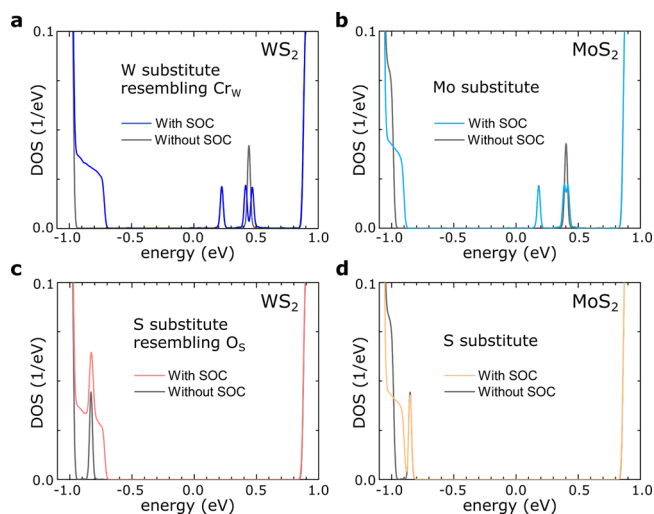 a
WS2
W substitute
resembling CrW
With SOC
Without SOC
DOS (1/eV)
0.1
0.0
-1.0 -0.5 0.0 0.5 1.0
energy (eV)
b
MoS2
Mo substitute
With SOC
Without SOC
DOS (1/eV)
0.1
0.0
-1.0 -0.5 0.0 0.5 1.0
energy (eV)
c
WS2
S substitute
resembling OS
With SOC
Without SOC
DOS (1/eV)
0.1
0.0
-1.0 -0.5 0.0 0.5 1.0
energy (eV)
d
MoS2
S substitute
With SOC
Without SOC
DOS (1/eV)
0.1
0.0
-1.0 -0.5 0.0 0.5 1.0
energy (eV)